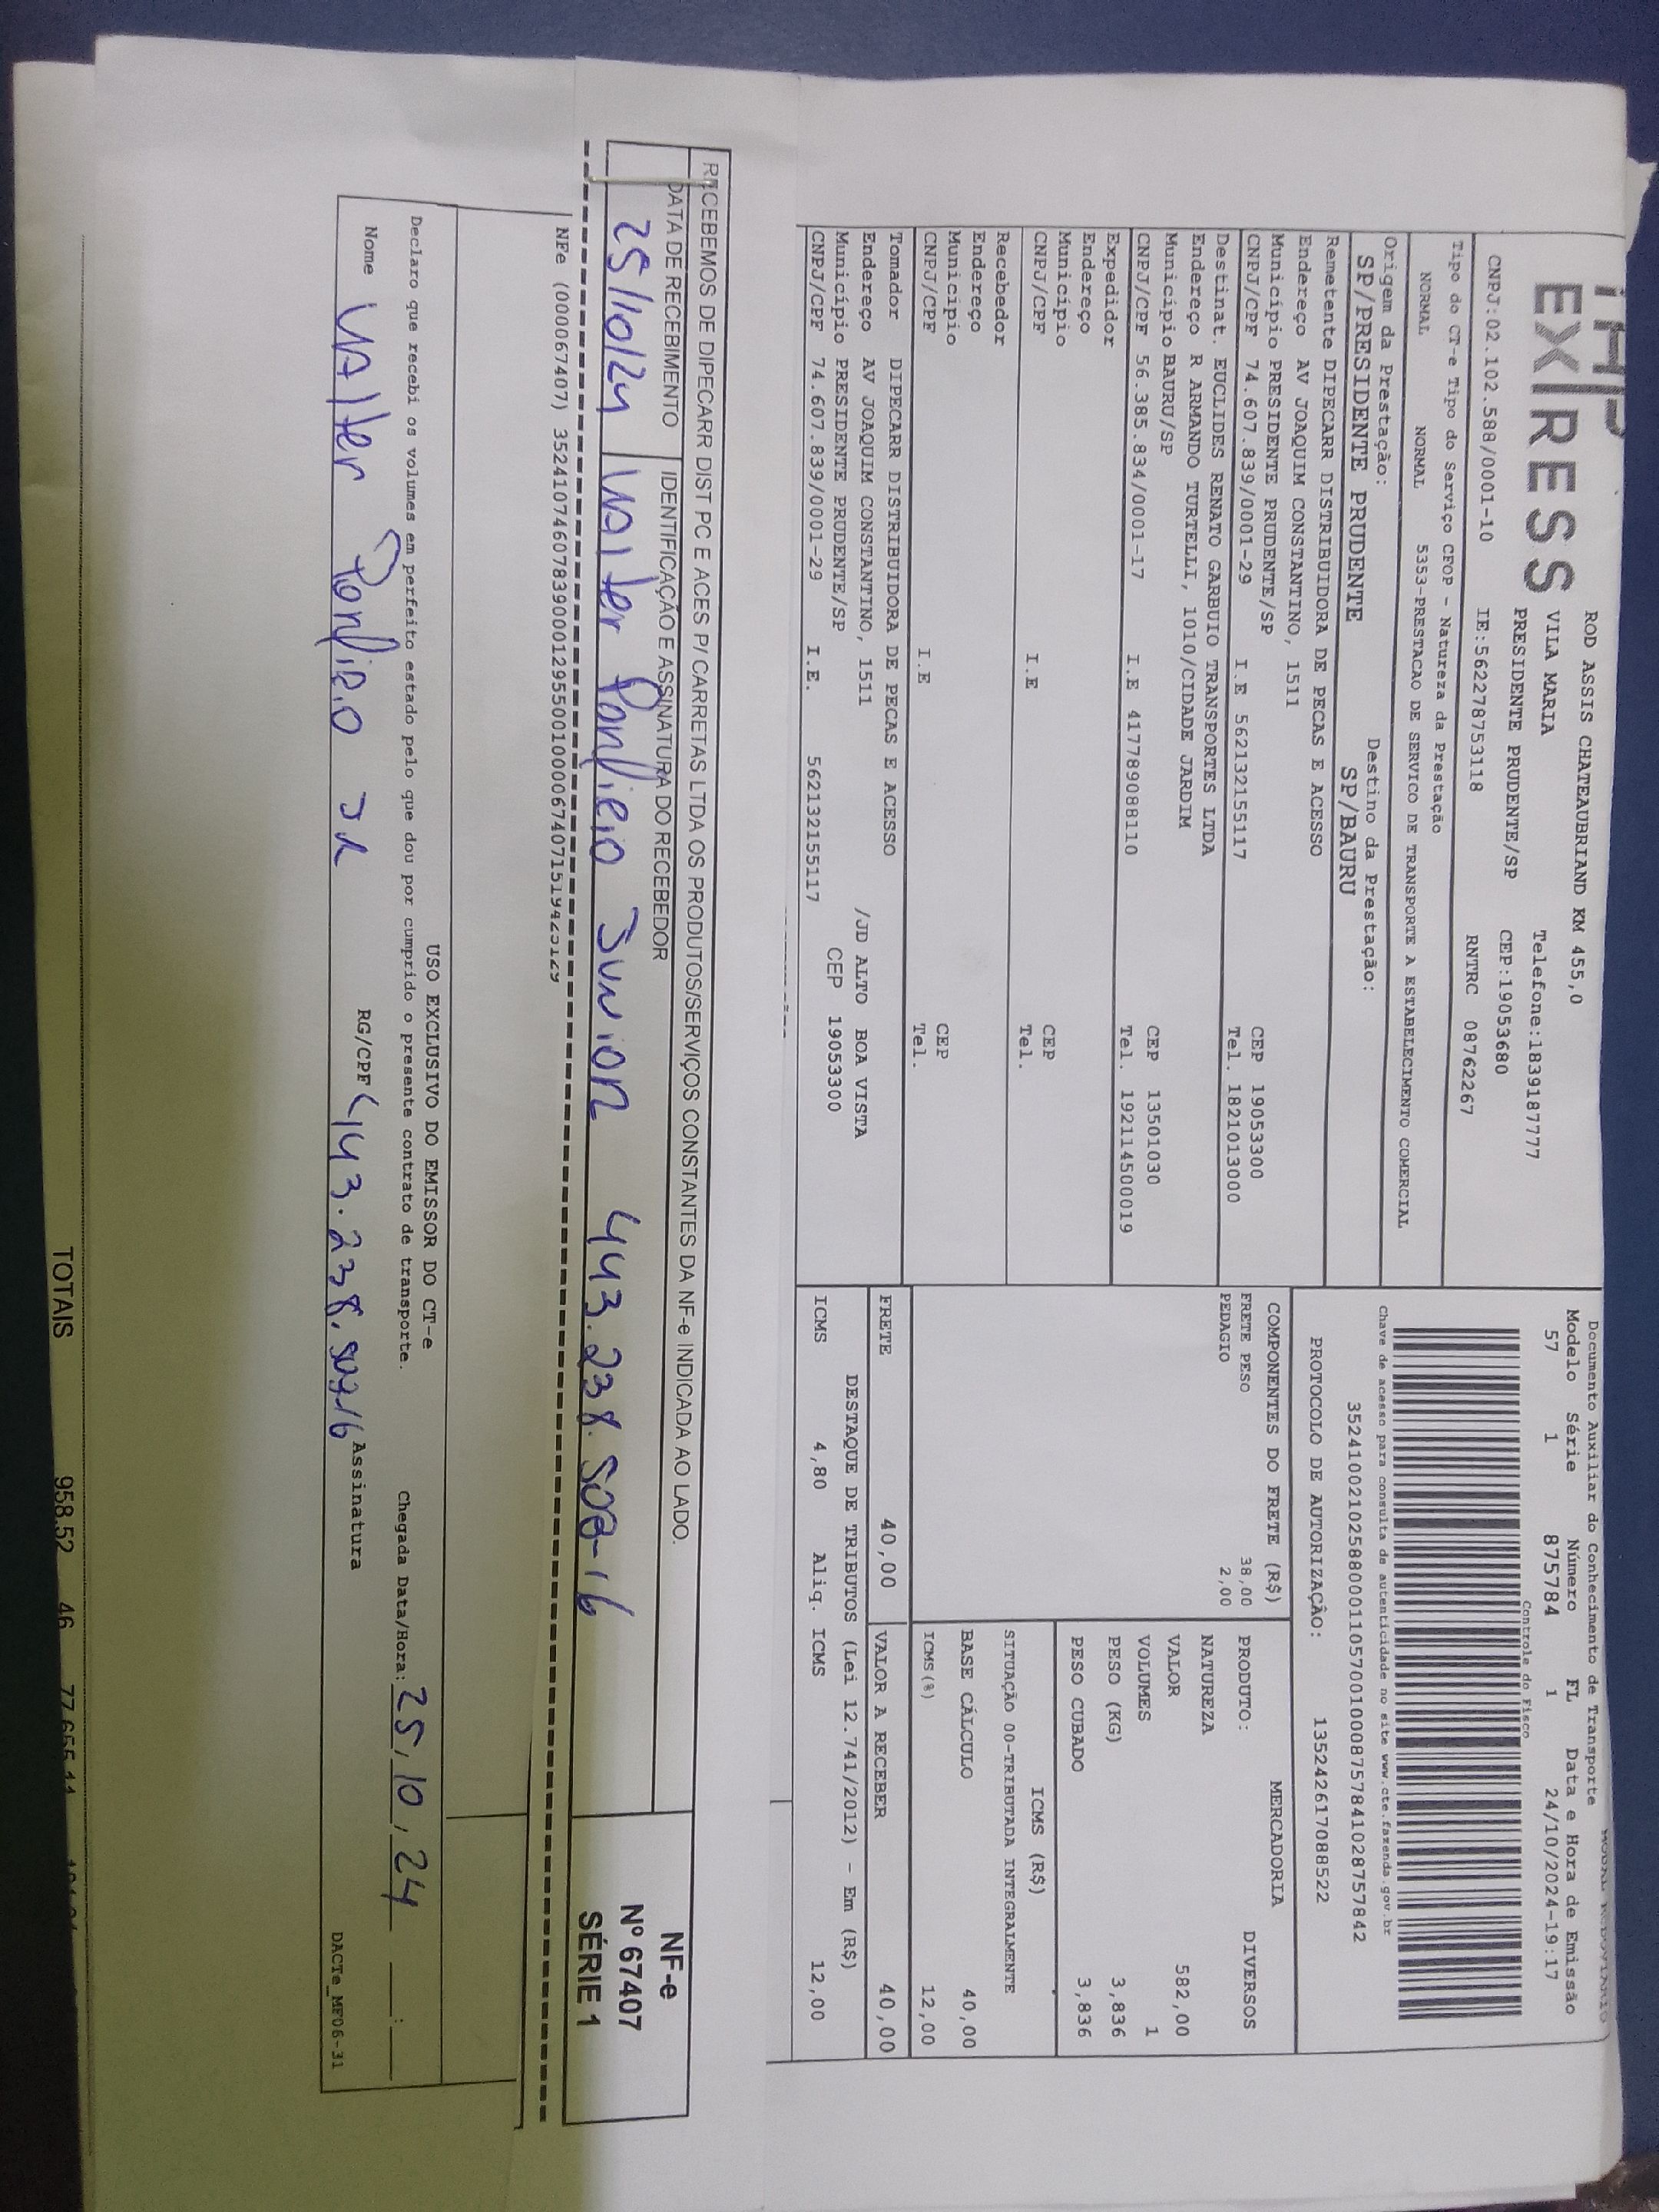 EXPRESS
ROD ASSIS CHATEAUBRIAND KM 455,0
VILA MARIA Telefone:1839187777
PRESIDENTE PRUDENTE/SP CEP:19053680
CNPJ:02.102.588/0001-10 IE:562278753118 RNTRC 08762267
Tipo do CT-e Tipo do Serviço CFOP - Natureza da Prestação
NORMAL NORMAL 5353-PRESTACAO DE SERVICO DE TRANSPORTE A ESTABELECIMENTO COMERCIAL
Origem da Prestação: Destino da Prestação:
SP/PRESIDENTE PRUDENTE SP/BAURU
Remetente DIPECARR DISTRIBUIDORA DE PECAS E ACESSO
Endereço AV JOAQUIM CONSTANTINO, 1511
Município PRESIDENTE PRUDENTE/SP CEP 19053300
CNPJ/CPF 74.607.839/0001-29 I.E 562132155117 Tel. 1821013000
Destinat. EUCLIDES RENATO GARBUIO TRANSPORTES LTDA
Endereço R ARMANDO TURTELLI, 1010/CIDADE JARDIM
Município BAURU/SP CEP 13501030
CNPJ/CPF 56.385.834/0001-17 I.E 417789088110 Tel. 19211450019
Expedidor
Endereço
Município CEP
CNPJ/CPF I.E Tel.
Recebedor
Endereço
Município CEP
CNPJ/CPF I.E Tel.
Tomador DIPECARR DISTRIBUIDORA DE PECAS E ACESSO
Endereço AV JOAQUIM CONSTANTINO, 1511 /JD ALTO BOA VISTA
Município PRESIDENTE PRUDENTE/SP CEP 19053300
CNPJ/CPF 74.607.839/0001-29 I.E. 562132155117
Documento Auxiliar do Conhecimento de Transporte
Modelo Série Número FL Data e Hora de Emissão
57 1 875784 1 24/10/2024-19:17
Controle do Fisco
Chave de acesso para consulta de autenticidade no site www.cte.fazenda.gov.br
35241002102588000110570010008757841028757842
PROTOCOLO DE AUTORIZAÇÃO: 135242617088522
COMPONENTES DO FRETE (R$)
FRETE PESO 38,00
PEDAGIO 2,00
MERCADORIA
PRODUTO: DIVERSOS
NATUREZA
VALOR 582,00
VOLUMES 1
PESO (KG) 3,836
PESO CUBADO 3,836
ICMS (R$)
SITUAÇÃO 00-TRIBUTADA INTEGRALMENTE
BASE CÁLCULO 40,00
ICMS(%) 12,00
FRETE 40,00 VALOR A RECEBER 40,00
DESTAQUE DE TRIBUTOS (Lei 12.741/2012) - Em (R$)
ICMS 4,80 Aliq. ICMS 12,00
RECEBEMOS DE DIPECARR DIST PC E ACES P/ CARRETAS LTDA OS PRODUTOS/SERVIÇOS CONSTANTES DA NF-e INDICADA AO LADO.
DATA DE RECEBIMENTO IDENTIFICAÇÃO E ASSINATURA DO RECEBEDOR
25/10/24 Walter Junior
NF-e
Nº 67407
SÉRIE 1
USO EXCLUSIVO DO EMISSOR DO CT-e
Declaro que recebi os volumes em perfeito estado pelo que dou por cumprido o presente contrato de transporte. Chegada Data/Hora: 25,10,24 :
Nome Walter JR RG/CPF Assinatura
DACTe_MF06-31
TOTAIS 958,52 46